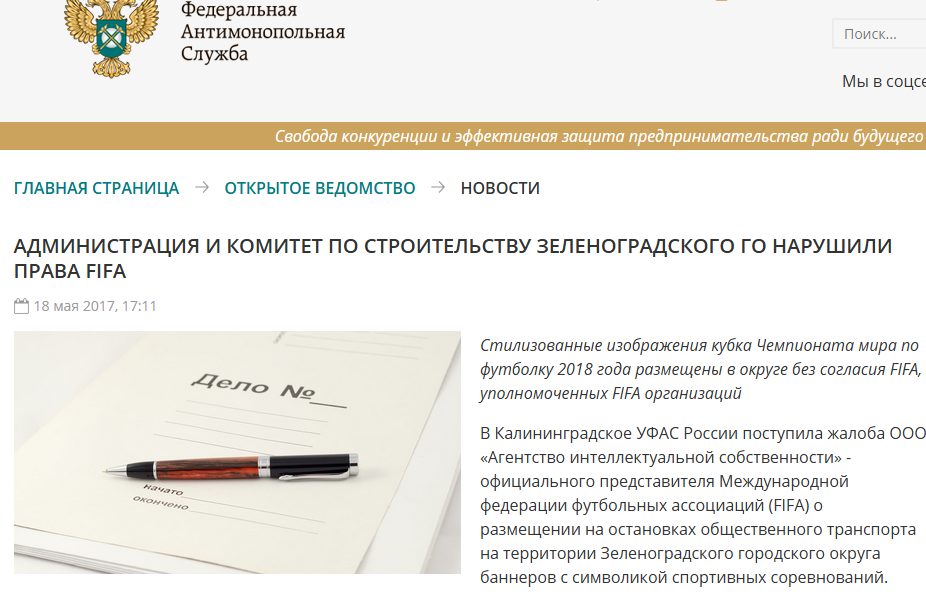 Федеральная
Антимонопольная
Служба
Поиск...
Мы в
Свобода конкуренции и эффективная защита предпринимательства ради будущего
ГЛАВНАЯ СТРАНИЦА → ОТКРЫТОЕ ВЕДОМСТВО → НОВОСТИ
АДМИНИСТРАЦИЯ И КОМИТЕТ ПО СТРОИТЕЛЬСТВУ ЗЕЛЕНОГРАДСКОГО ГО НАРУШИЛИ
ПРАВА FIFA
18 мая 2017, 17:11
Дело №
начато
окончено
Стилизованные изображения кубка Чемпионата мира по
футболку 2018 года размещены в округе без согласия FIFA,
уполномоченных FIFA организаций
В Калининградское УФАС России поступила жалоба ООО
«Агентство интеллектуальной собственности» -
официального представителя Международной
федерации футбольных ассоциаций (FIFA) о
размещении на остановках общественного транспорта
на территории Зеленоградского городского округа
баннеров с символикой спортивных соревнований.